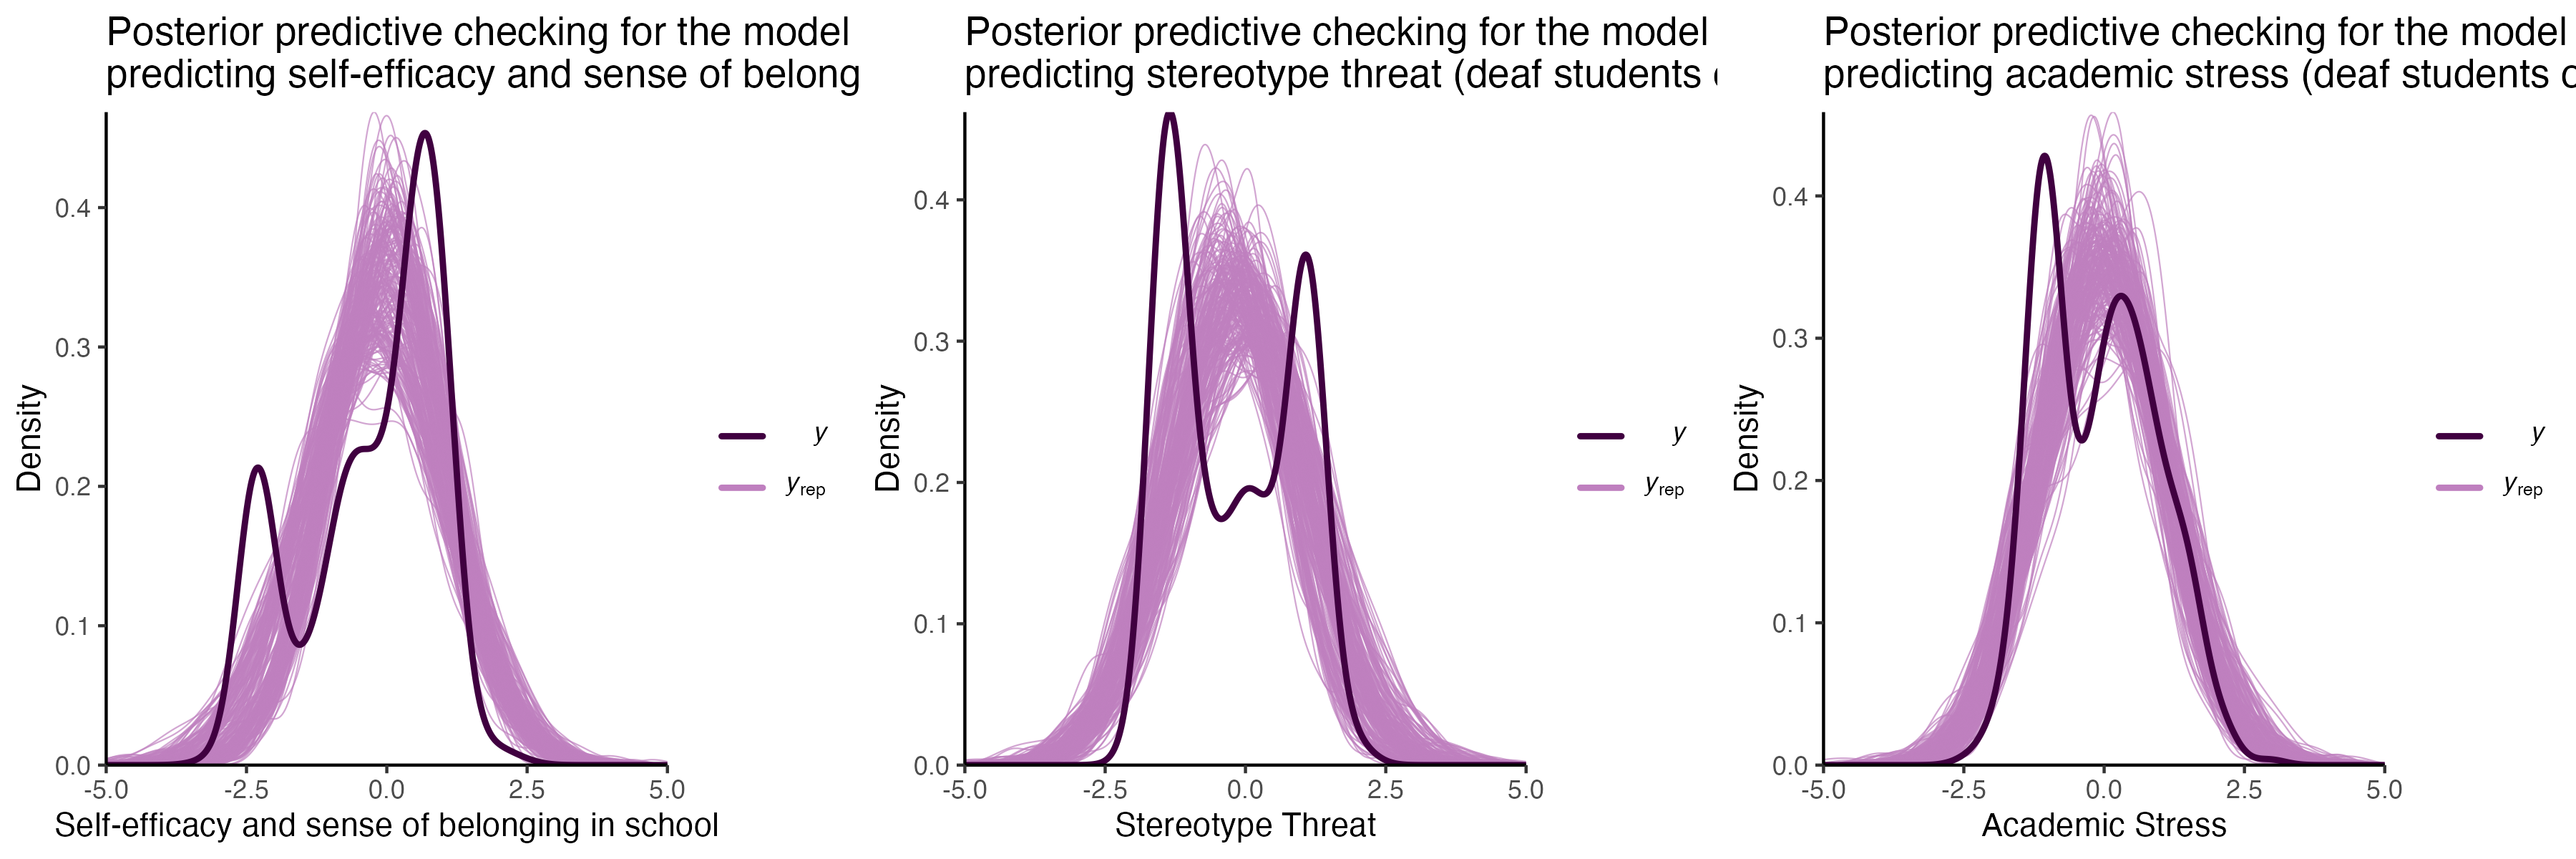 Posterior predictive checking for the model
predicting self-efficacy and sense of belong
Density
0.4
0.3
0.2
0.1
0.0
-5.0 -2.5 0.0 2.5 5.0
Self-efficacy and sense of belonging in school
y
yrep
Posterior predictive checking for the model
predicting stereotype threat (deaf students
Density
0.4
0.3
0.2
0.1
0.0
-5.0 -2.5 0.0 2.5 5.0
Stereotype Threat
y
yrep
Posterior predictive checking for the model
predicting academic stress (deaf students
Density
0.4
0.3
0.2
0.1
0.0
-5.0 -2.5 0.0 2.5 5.0
Academic Stress
y
yrep